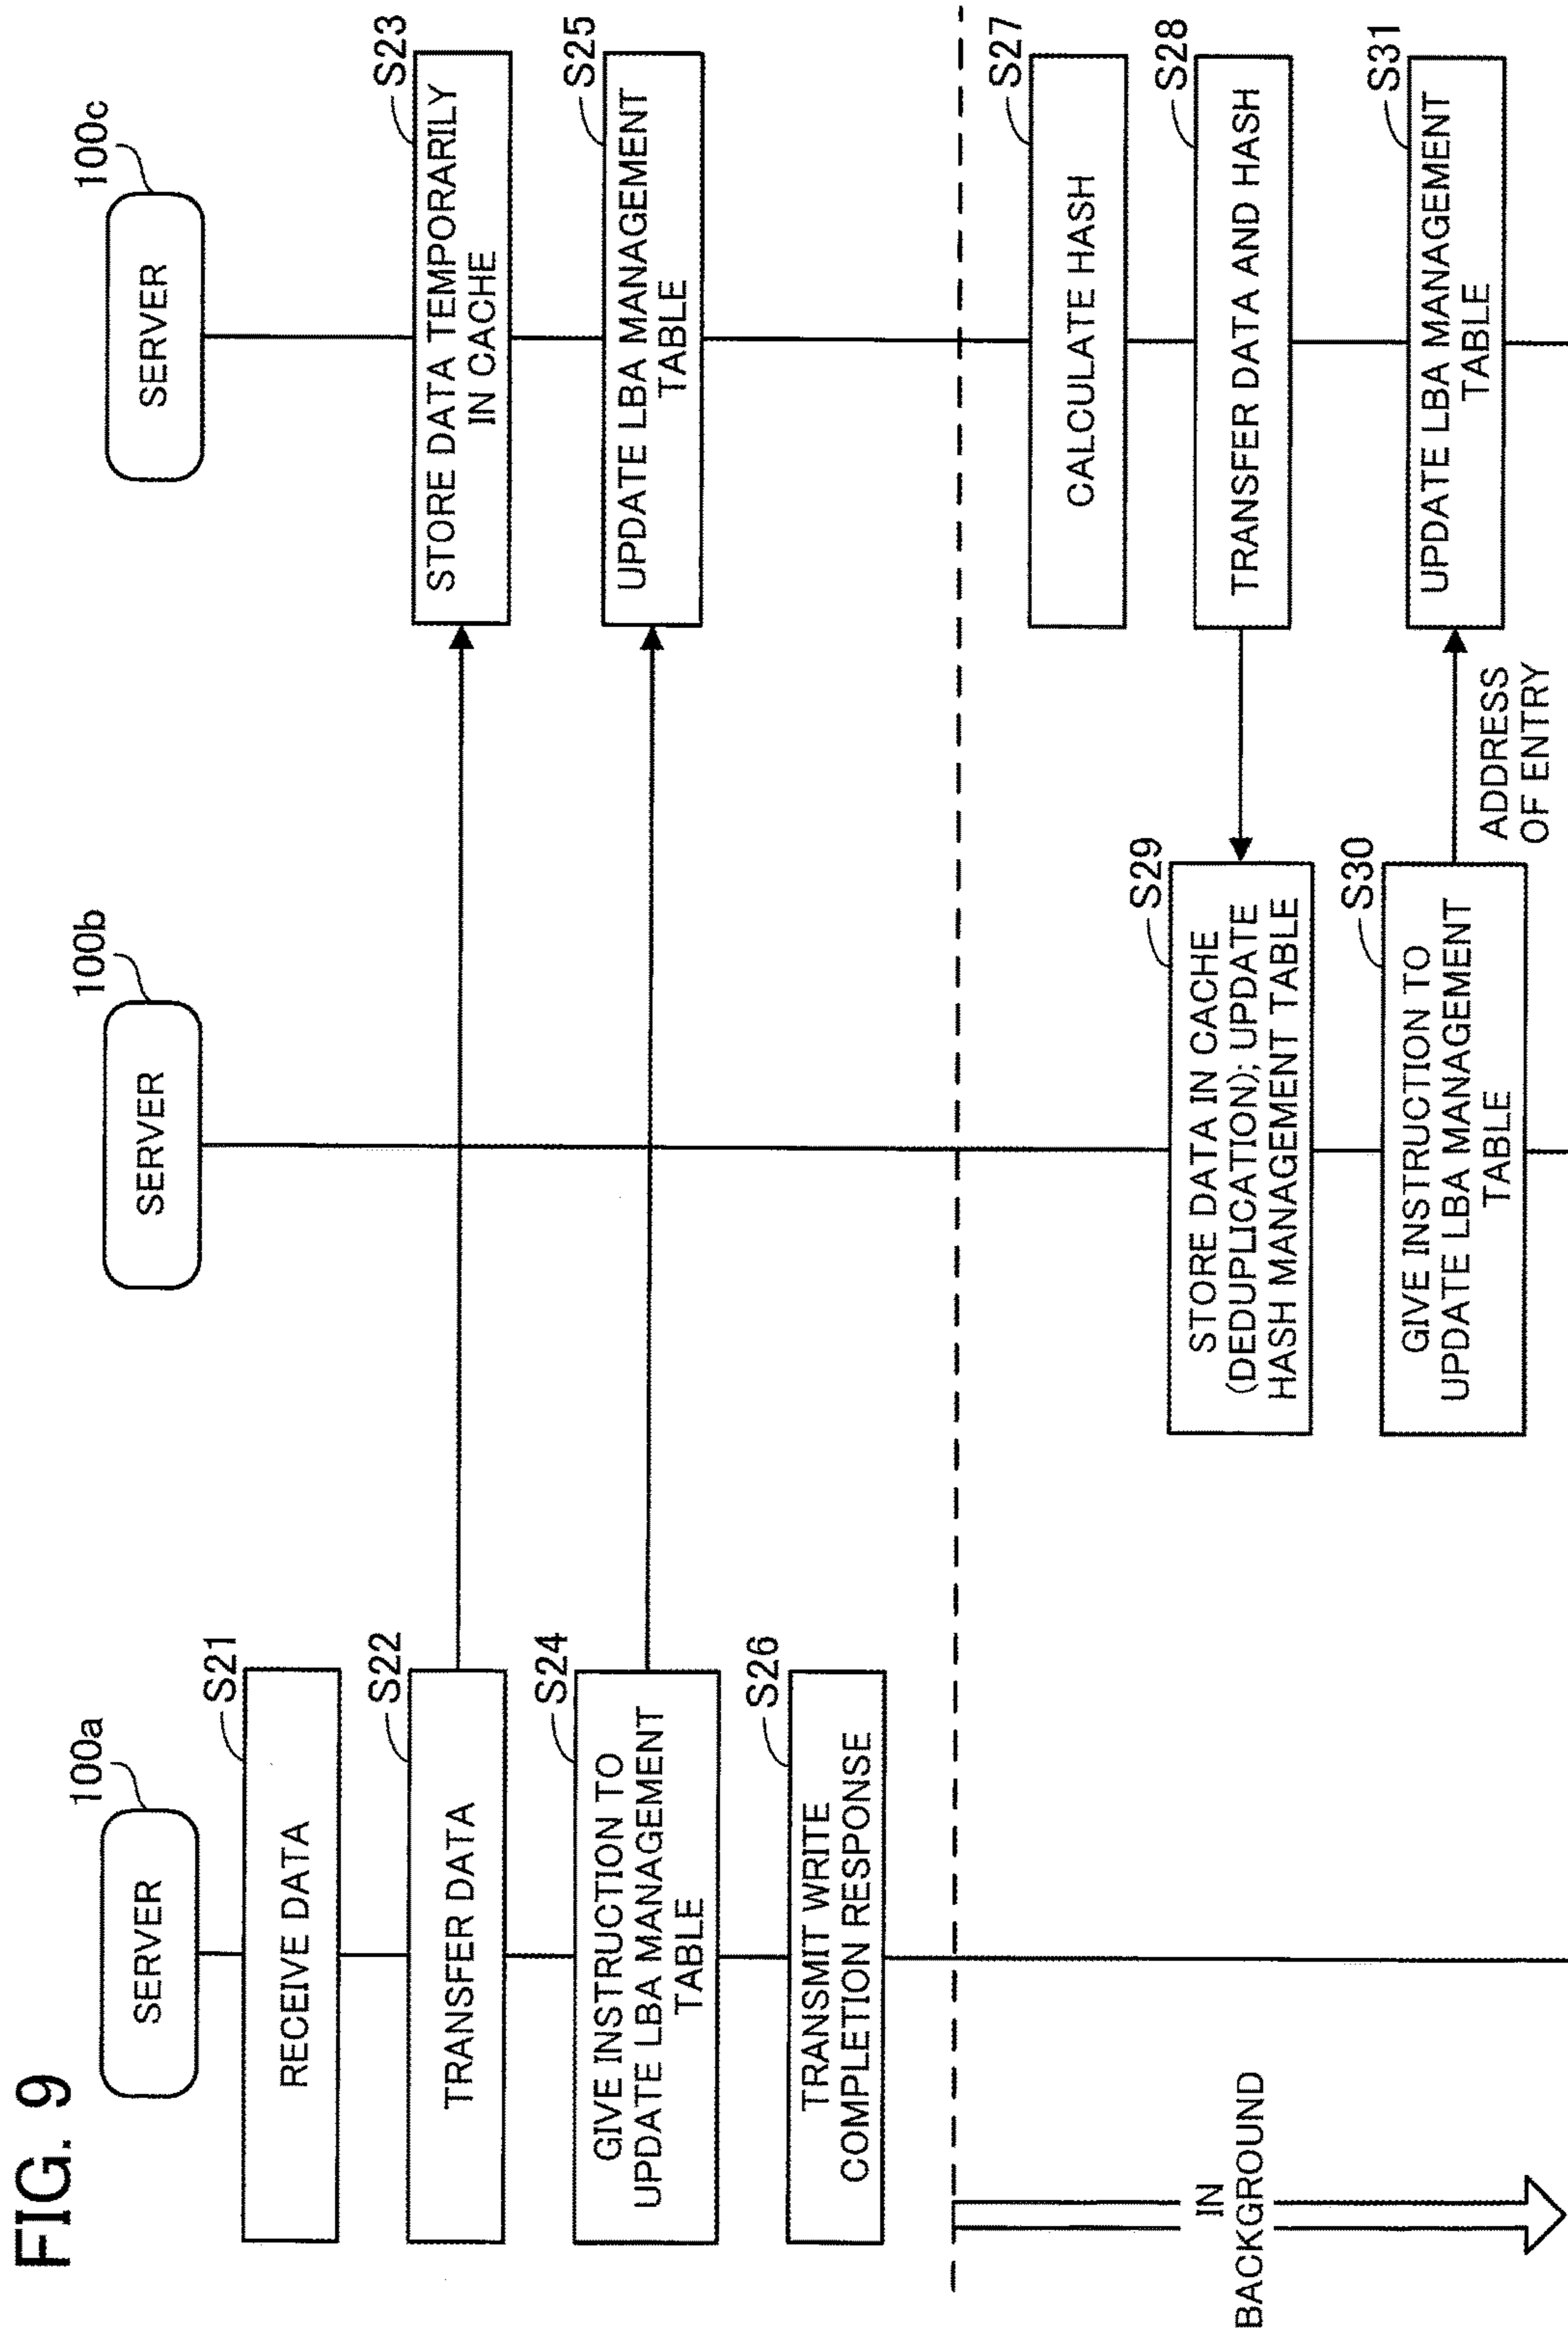 FIG. 9
100a
SERVER
100b
SERVER
100c
SERVER
S21
RECEIVE DATA
S22
TRANSFER DATA
S23
STORE DATA TEMPORARILY
IN CACHE
S24
GIVE INSTRUCTION TO
UPDATE LBA MANAGEMENT
TABLE
S25
UPDATE LBA MANAGEMENT
TABLE
S26
TRANSMIT WRITE
COMPLETION RESPONSE
IN
BACKGROUND
S27
CALCULATE HASH
S28
TRANSFER DATA AND HASH
S29
STORE DATA IN CACHE
(DEDUPLICATION); UPDATE
HASH MANAGEMENT TABLE
S30
GIVE INSTRUCTION TO
UPDATE LBA MANAGEMENT
TABLE
ADDRESS
OF ENTRY
S31
UPDATE LBA MANAGEMENT
TABLE